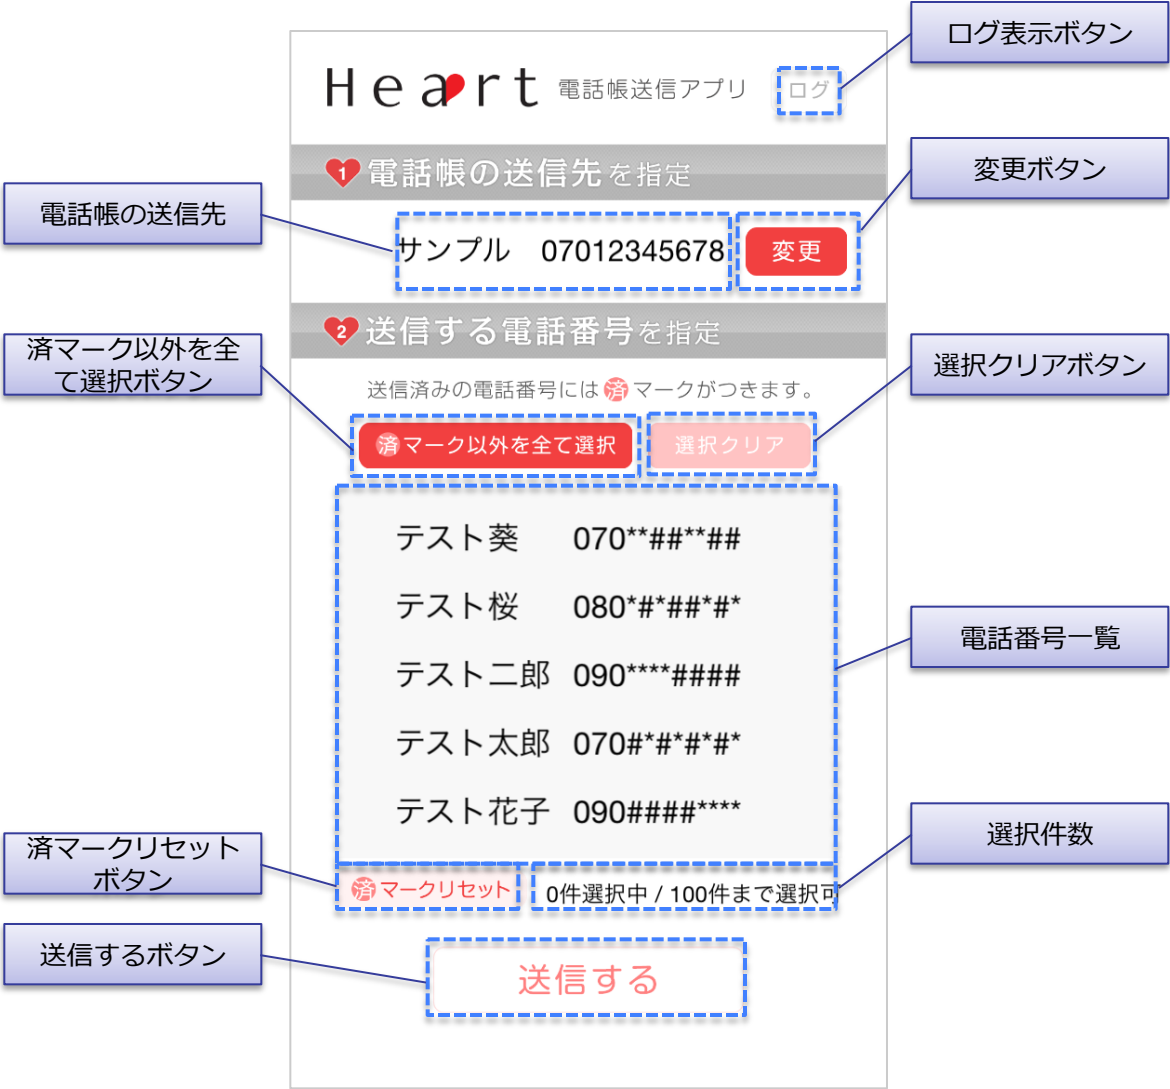 ログ表示ボタン
Heart 電話帳送信アプリ ログ
変更ボタン
1 電話帳の送信先を指定
電話帳の送信先
サンプル 07012345678 変更
2 送信する電話番号を指定
済マーク以外を全
て選択ボタン
選択クリアボタン
送信済みの電話番号には済マークがつきます。
済マーク以外を全て選択 選択クリア
テスト葵 070**##**##
テスト桜 080*#*##*#*
電話番号一覧
テスト二郎 090****####
テスト太郎 070#*#*#*#*
テスト花子 090####****
選択件数
済マークリセット
ボタン
済マークリセット 0件選択中 / 100件まで選択可
送信するボタン
送信する